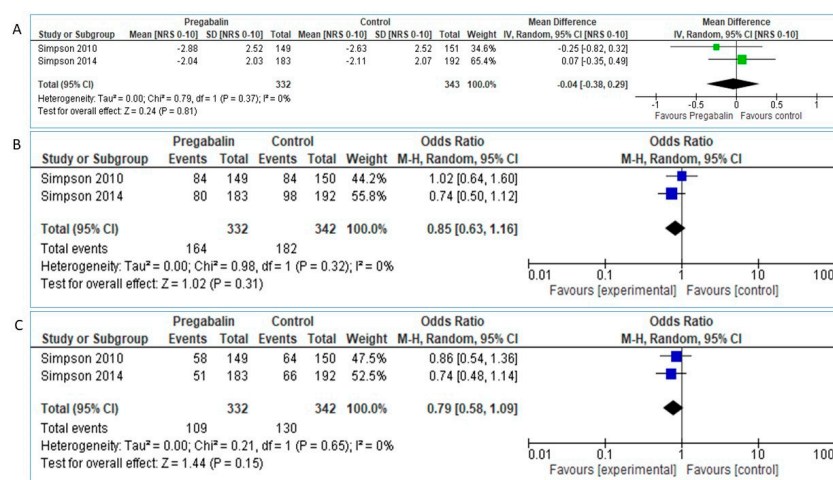 A
Pregabalin Control Mean Difference Mean Difference
Study or Subgroup Mean [NRS 0-10] SD [NRS 0-10] Total Mean [NRS 0-10] SD [NRS 0-10] Total Weight IV, Random, 95% CI [NRS 0-10] IV, Random, 95% CI [NRS 0-10]
Simpson 2010 -2.88 2.52 149 -2.63 2.52 151 34.6% -0.25 [-0.82, 0.32]
Simpson 2014 -2.04 2.03 183 -2.11 2.07 192 65.4% 0.07 [-0.35, 0.49]
Total (95% CI) 332 343 100.0% -0.04 [-0.38, 0.29]
Heterogeneity: Tau² = 0.00; Chi² = 0.79, df = 1 (P = 0.37); I² = 0%
Test for overall effect: Z = 0.24 (P = 0.81)
-1 -0.5 0 0.5 1
Favours Pregabalin Favours control
B
Pregabalin Control Odds Ratio Odds Ratio
Study or Subgroup Events Total Events Total Weight M-H, Random, 95% CI M-H, Random, 95% CI
Simpson 2010 84 149 84 150 44.2% 1.02 [0.64, 1.60]
Simpson 2014 80 183 98 192 55.8% 0.74 [0.50, 1.12]
Total (95% CI) 332 342 100.0% 0.85 [0.63, 1.16]
Total events 164 182
Heterogeneity: Tau² = 0.00; Chi² = 0.98, df = 1 (P = 0.32); I² = 0%
Test for overall effect: Z = 1.02 (P = 0.31)
0.01 0.1 1 10 100
Favours [experimental] Favours [control]
C
Pregabalin Control Odds Ratio Odds Ratio
Study or Subgroup Events Total Events Total Weight M-H, Random, 95% CI M-H, Random, 95% CI
Simpson 2010 58 149 64 150 47.5% 0.86 [0.54, 1.36]
Simpson 2014 51 183 66 192 52.5% 0.74 [0.48, 1.14]
Total (95% CI) 332 342 100.0% 0.79 [0.58, 1.09]
Total events 109 130
Heterogeneity: Tau² = 0.00; Chi² = 0.21, df = 1 (P = 0.65); I² = 0%
Test for overall effect: Z = 1.44 (P = 0.15)
0.01 0.1 1 10 100
Favours [experimental] Favours [control]